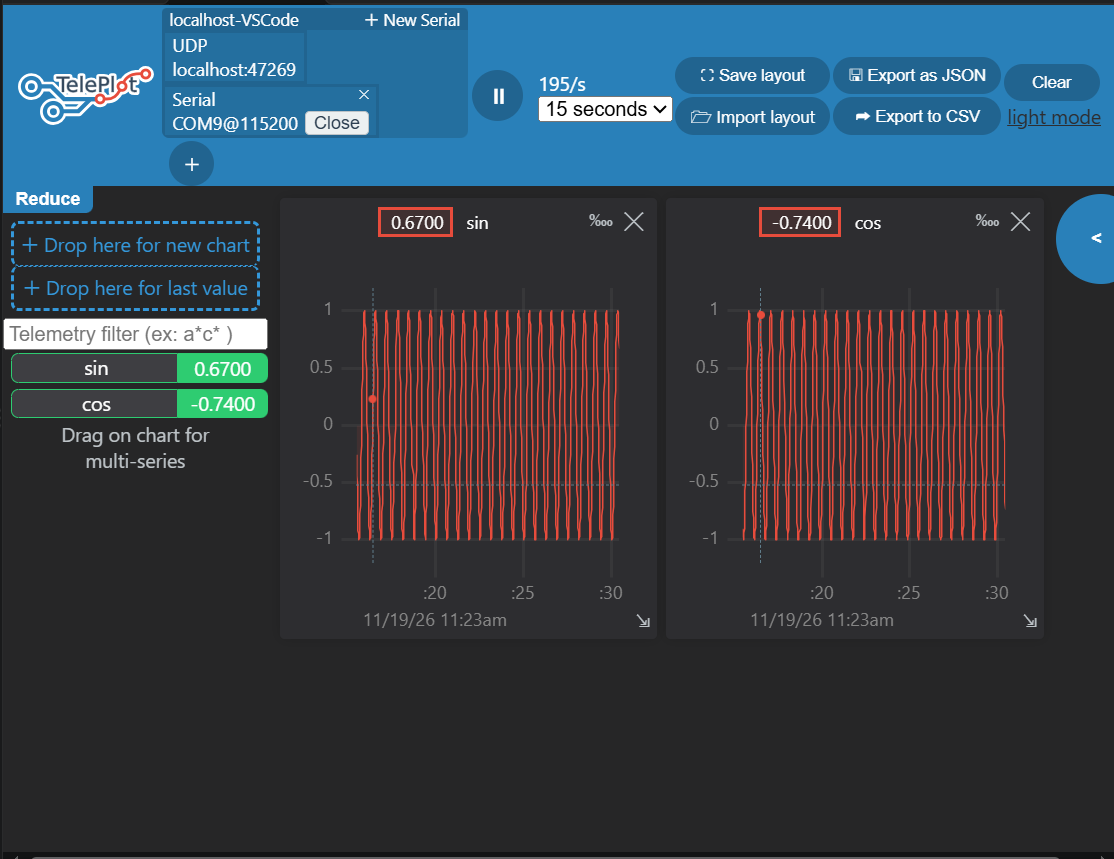 localhost-VSCode + New Serial
UDP
localhost:47269
Serial ×
COM9@115200 Close
+
TelePlot
195/s
15 seconds
Save layout
Export as JSON
Clear
Import layout
Export to CSV
light mode
Reduce
+ Drop here for new chart
+ Drop here for last value
Telemetry filter (ex: a*c* )
sin 0.6700
cos -0.7400
Drag on chart for
multi-series
0.6700 sin ‱
1
0.5
0
-0.5
-1
:20 :25 :30
11/19/26 11:23am
-0.7400 cos ‱
1
0.5
0
-0.5
-1
:20 :25 :30
11/19/26 11:23am
<